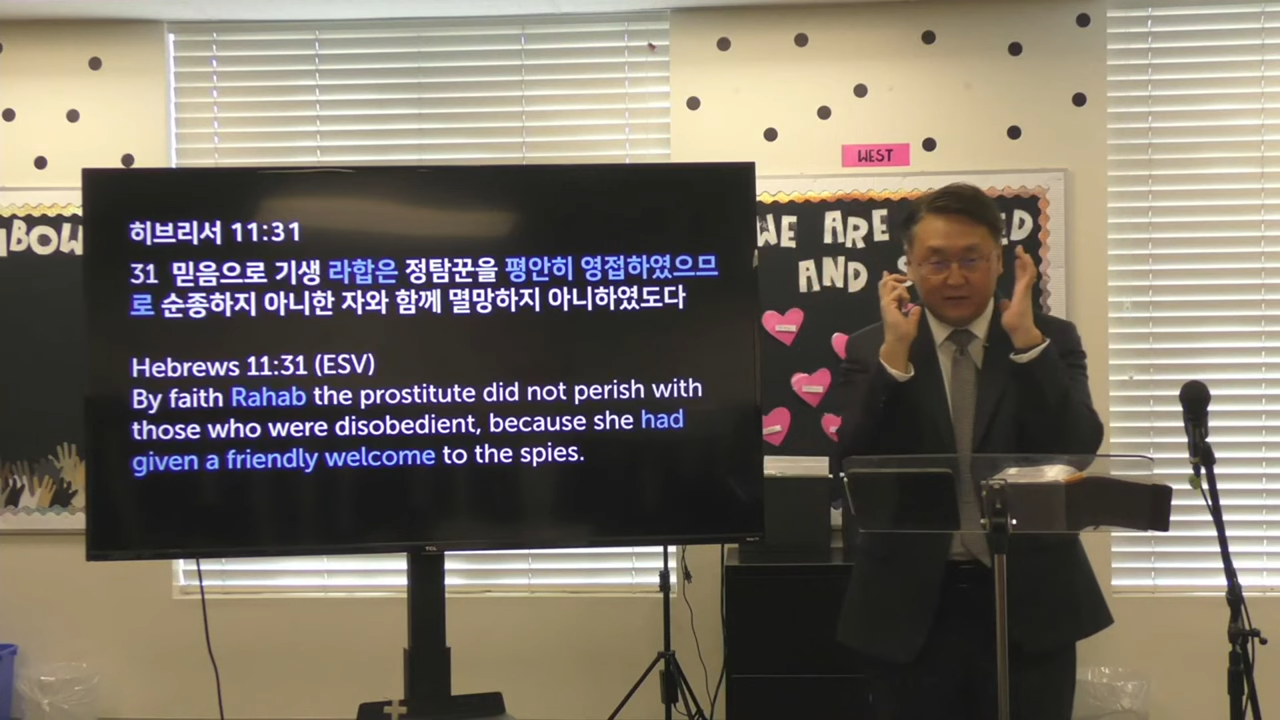 히브리서 11:31
31 믿음으로 기생 라합은 정탐꾼을 평안히 영접하였으므
로 순종하지 아니한 자와 함께 멸망하지 아니하였도다
Hebrews 11:31 (ESV)
By faith Rahab the prostitute did not perish with
those who were disobedient, because she had
given a friendly welcome to the spies.
TCL
WEST
WE ARE
AND